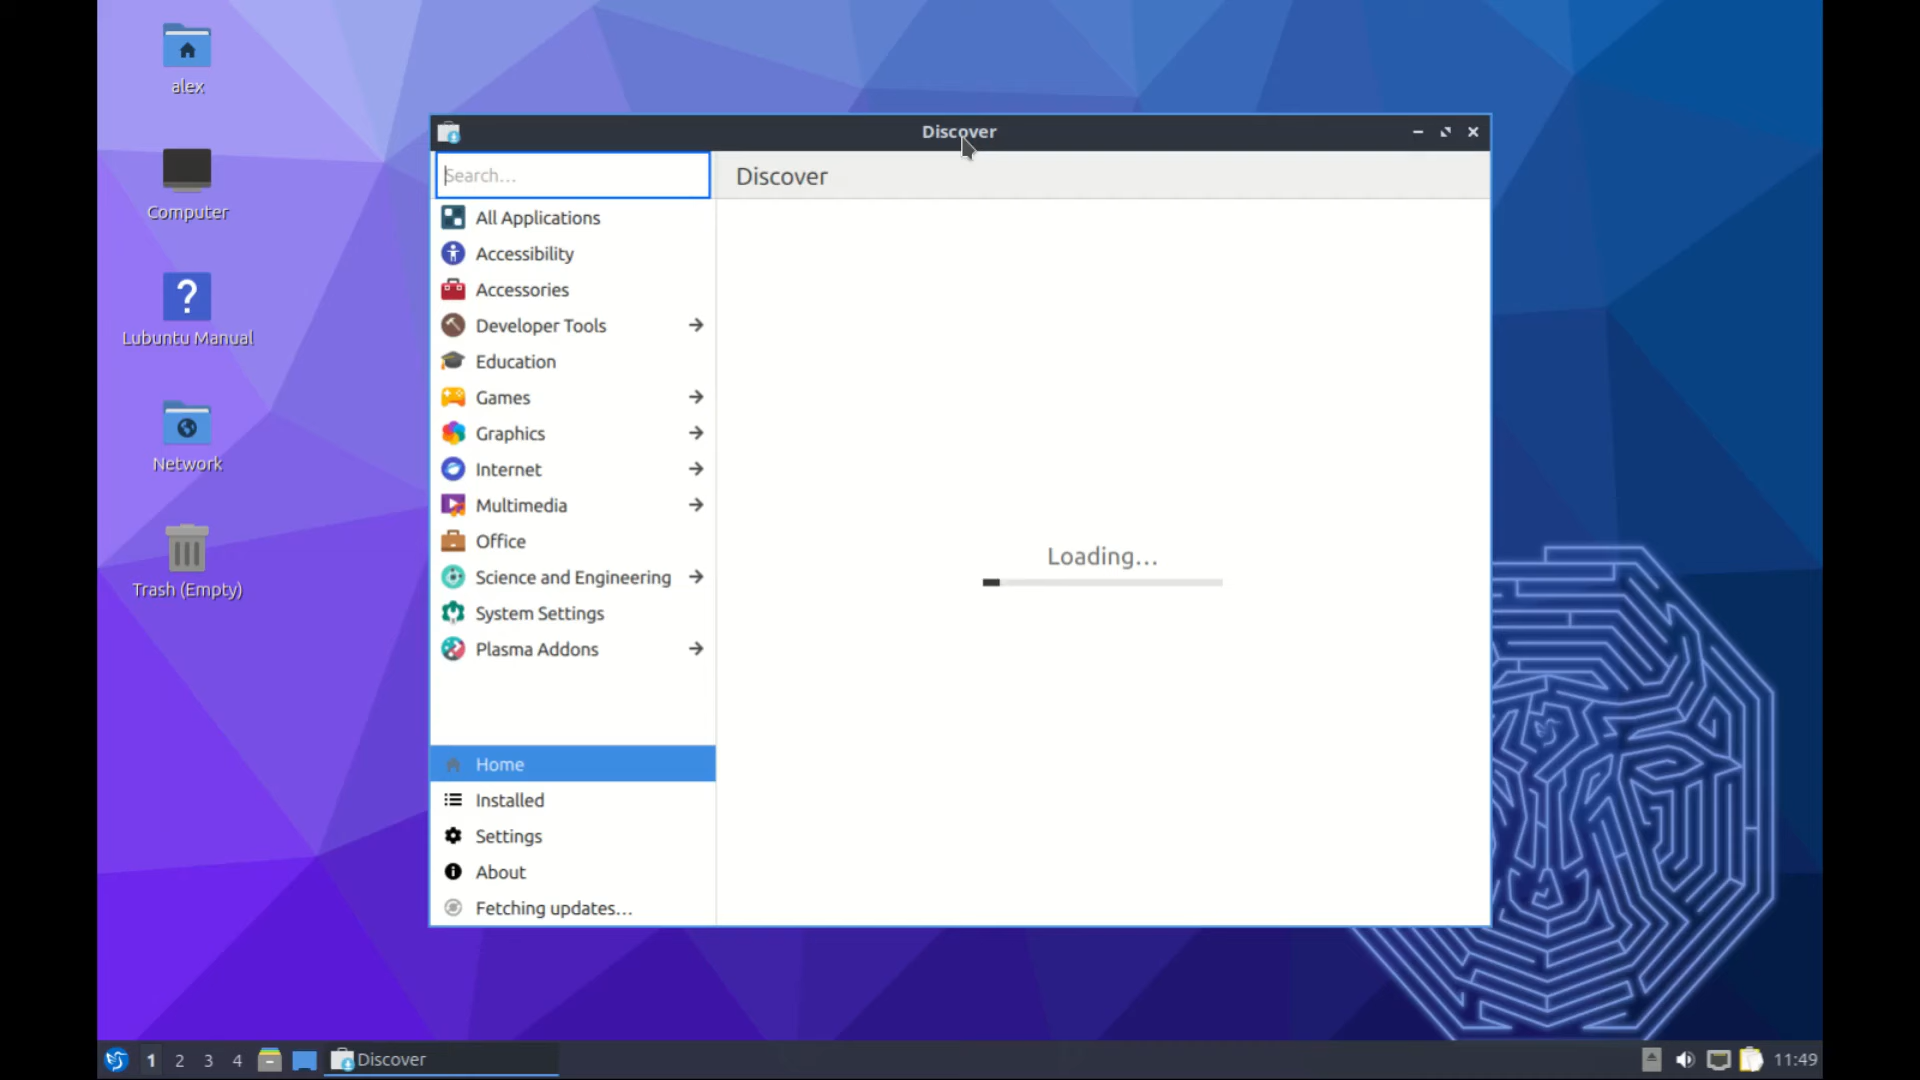 alex
Computer
?
Lubuntu Manual
Network
Trash (Empty)
Discover
Search...
Discover
All Applications
Accessibility
Accessories
Developer Tools
Education
Games
Graphics
Internet
Multimedia
Office
Science and Engineering
System Settings
Plasma Addons
Loading...
Home
Installed
Settings
About
Fetching updates...
1 2 3 4 Discover 11:49